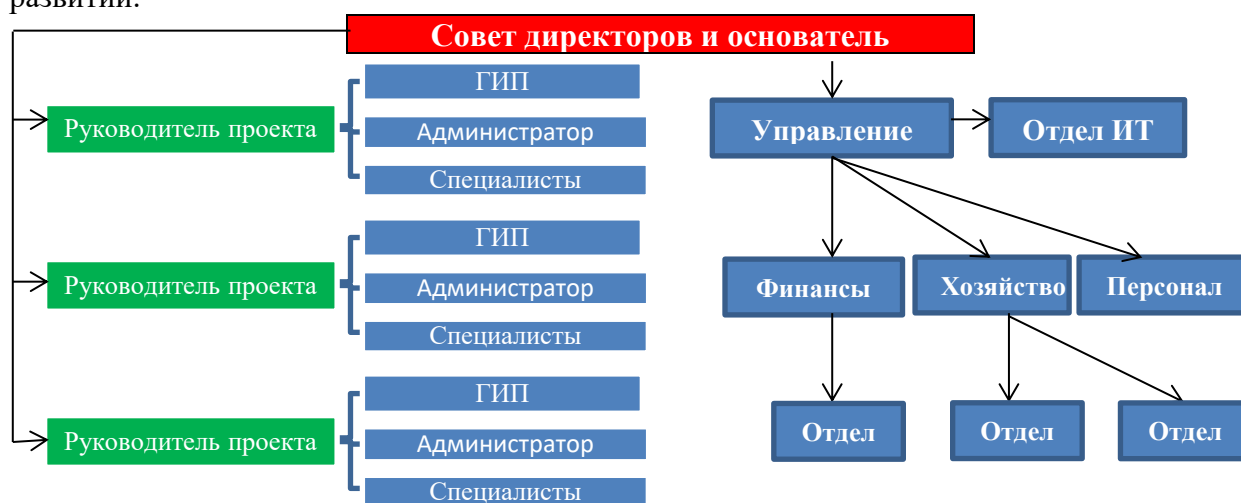 развитии.
Совет директоров и основатель
ГИП
Руководитель проекта
Администратор
Специалисты
Управление
Отдел ИТ
ГИП
Руководитель проекта
Администратор
Специалисты
Финансы
Хозяйство
Персонал
ГИП
Руководитель проекта
Администратор
Специалисты
Отдел
Отдел
Отдел